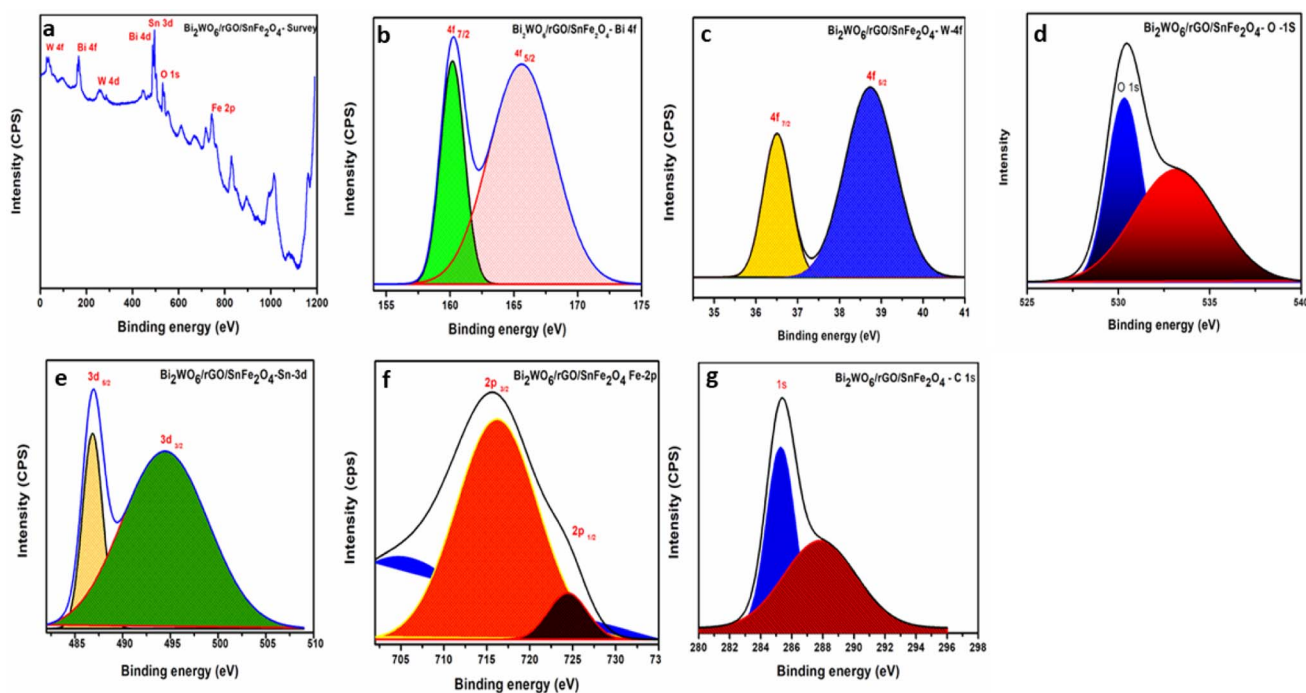 a
Bi₂WO₆/rGO/SnFe₂O₄- Survey
Sn 3d
Bi 4d
W 4f
Bi 4f
W 4d
O 1s
Fe 2p
Intensity (CPS)
0 200 400 600 800 1000 1200
Binding energy (eV)
b
Bi₂WO₆/rGO/SnFe₂O₄- Bi 4f
4f 7/2
4f 5/2
Intensity (CPS)
155 160 165 170 175
Binding energy (eV)
c
Bi₂WO₆/rGO/SnFe₂O₄- W-4f
4f 7/2
4f 5/2
Intensity (CPS)
35 36 37 38 39 40 41
Binding energy (eV)
d
Bi₂WO₆/rGO/SnFe₂O₄- O -1S
O 1s
Intensity
525 530 535 540
Binding energy (eV)
e
Bi₂WO₆/rGO/SnFe₂O₄-Sn-3d
3d 5/2
3d 3/2
Intensity (CPS)
485 490 495 500 505 510
Binding energy (eV)
f
Bi₂WO₆/rGO/SnFe₂O₄ Fe-2p
2p 3/2
2p 1/2
Intensity (cps)
705 710 715 720 725 73
Binding energy (eV)
g
Bi₂WO₆/rGO/SnFe₂O₄ - C 1s
1s
Intensity (CPS)
280 282 284 286 288 290 292 294 296 298
Binding energy (eV)